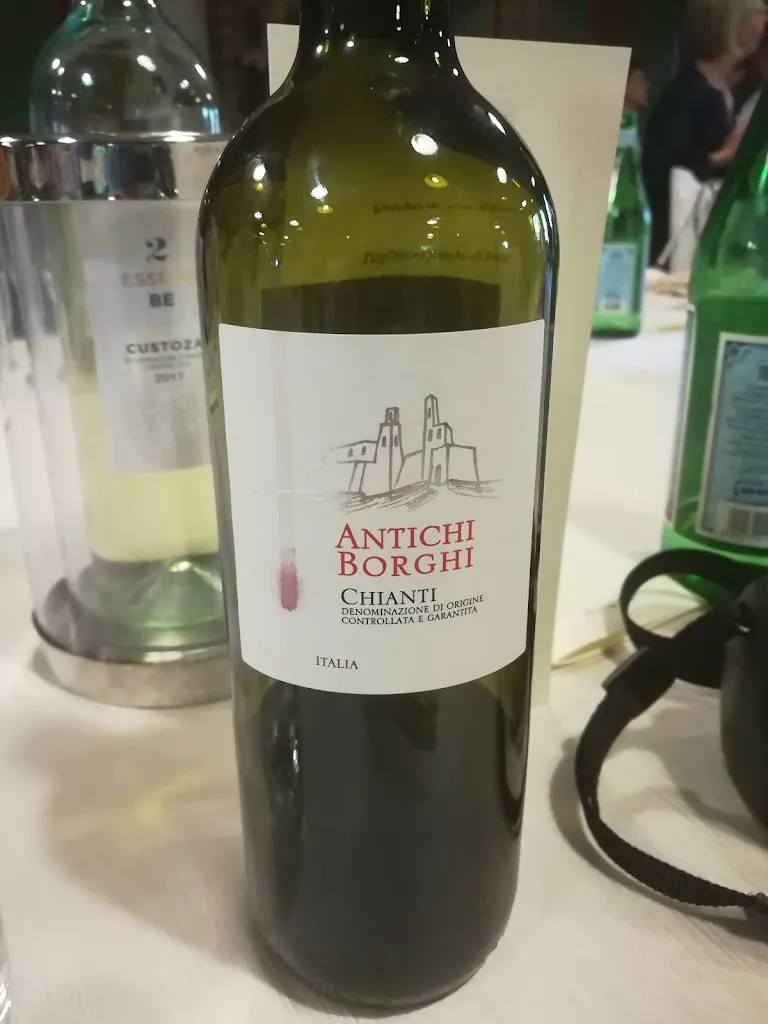 ANTICHI
BORGHI
CHIANTI
DENOMINAZIONE DI ORIGINE
CONTROLLATA E GARANTITA
ITALIA
2
BE
CUSTOZA
2017